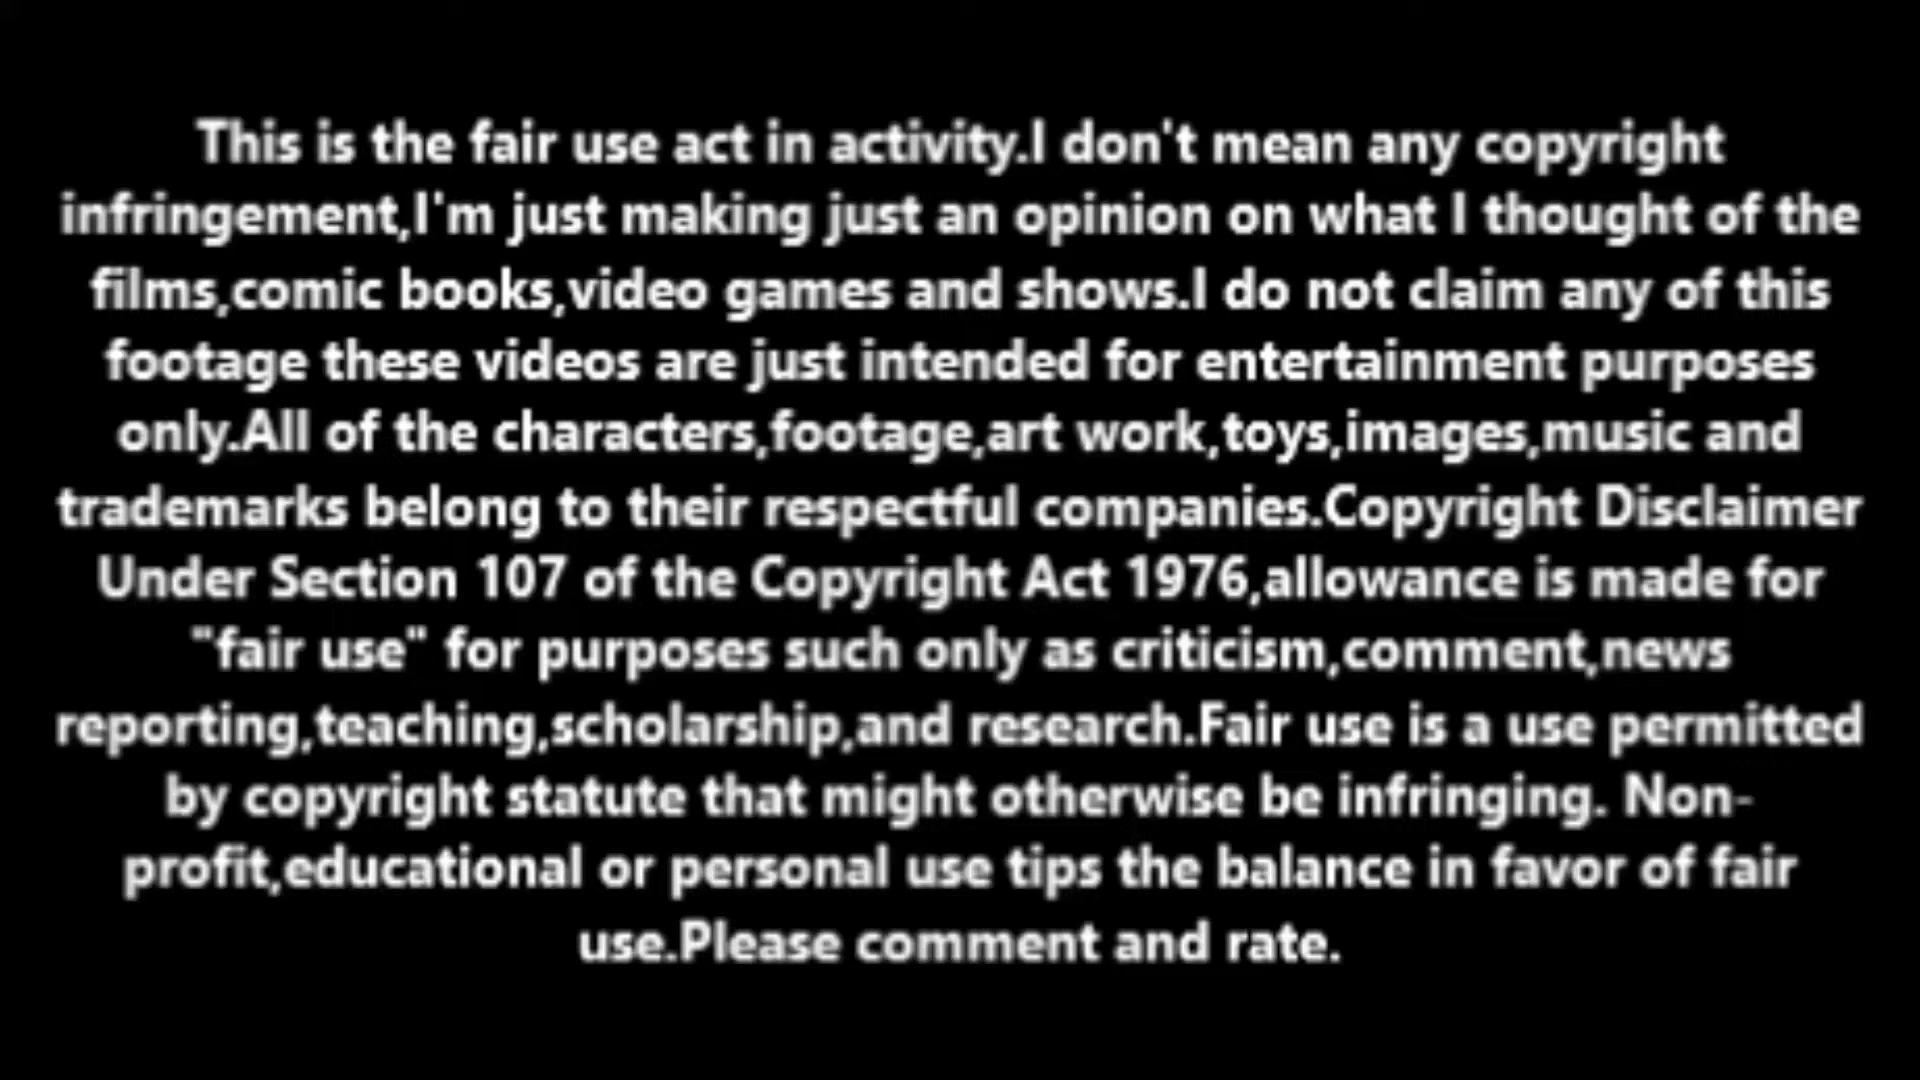 This is the fair use act in activity.I don't mean any copyright
infringement,I'm just making just an opinion on what I thought of the
films,comic books,video games and shows.I do not claim any of this
footage these videos are just intended for entertainment purposes
only.All of the characters,footage,art work,toys,images,music and
trademarks belong to their respectful companies.Copyright Disclaimer
Under Section 107 of the Copyright Act 1976,allowance is made for
"fair use" for purposes such only as criticism,comment,news
reporting,teaching,scholarship,and research.Fair use is a use permitted
by copyright statute that might otherwise be infringing. Non-
profit,educational or personal use tips the balance in favor of fair
use.Please comment and rate.